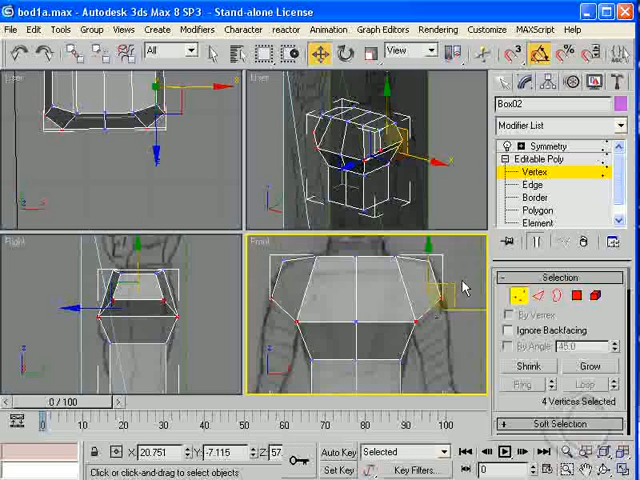 bod1a.max - Autodesk 3ds Max 8 SP3 - Stand-alone License
File Edit Tools Group Views Create Modifiers Character reactor Animation Graph Editors Rendering Customize MAXScript Help
All View
User User
Box02
Modifier List
Symmetry
Editable Poly
Vertex
Edge
Border
Polygon
Element
Right Front
Selection
By Vertex
Ignore Backfacing
By Angle: 45.0
Shrink Grow
Ring Loop
4 Vertices Selected
Soft Selection
0 / 100
0 10 20 30 40 50 60 70 80 90 100
X: 20.751 Y: -7.115 Z: 57
Auto Key Selected
Set Key Key Filters...
0
Click or click-and-drag to select objects